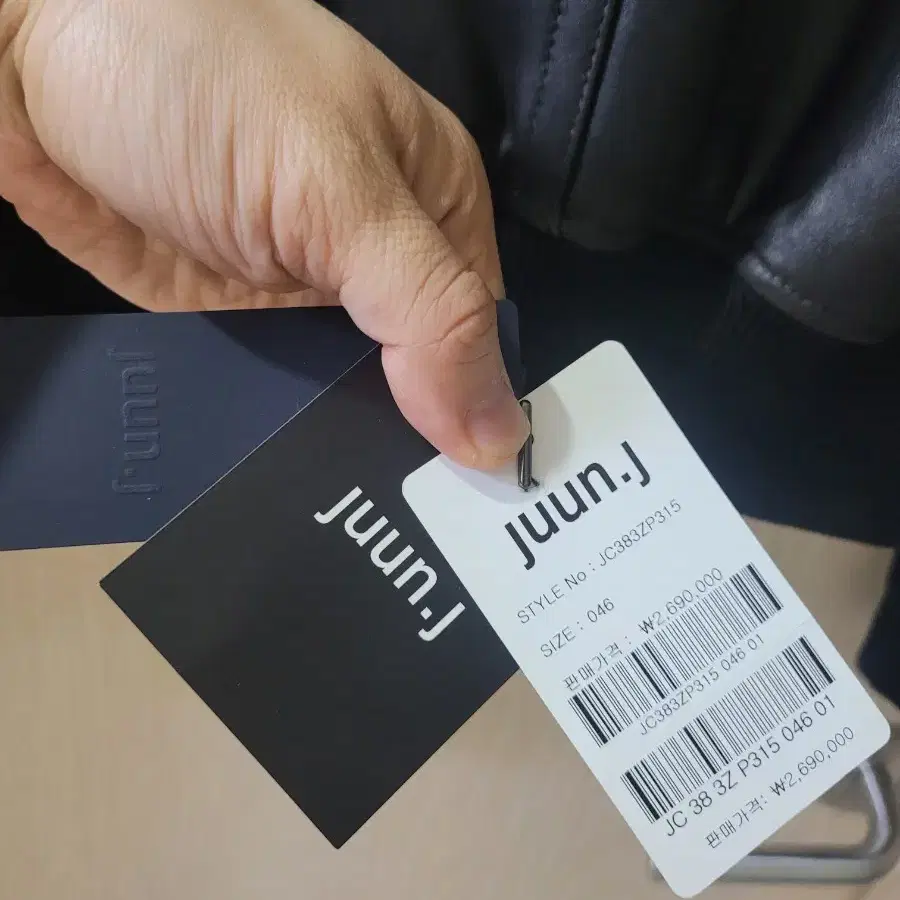 juun.j
juun.j
juun.j
STYLE No : JC383ZP315
SIZE : 046
판매가격 : ₩2,690,000
JC383ZP315 046 01
JC 38 3Z P315 046 01
판매가격: ₩2,690,000